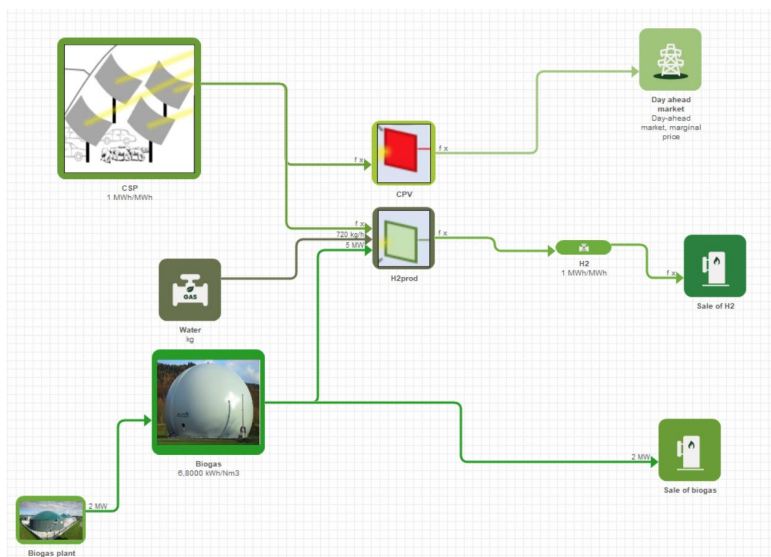 Day ahead
market
Day-ahead
market, marginal
price
CSP
1 MWh/MWh
f x
CPV
f x
f x
720 kg/h
5 MW
H2prod
f x
H2
1 MWh/MWh
f x
Sale of H2
GAS
Water
kg
Biogas
6,8000 kWh/Nm3
2 MW
Sale of biogas
2 MW
Biogas plant